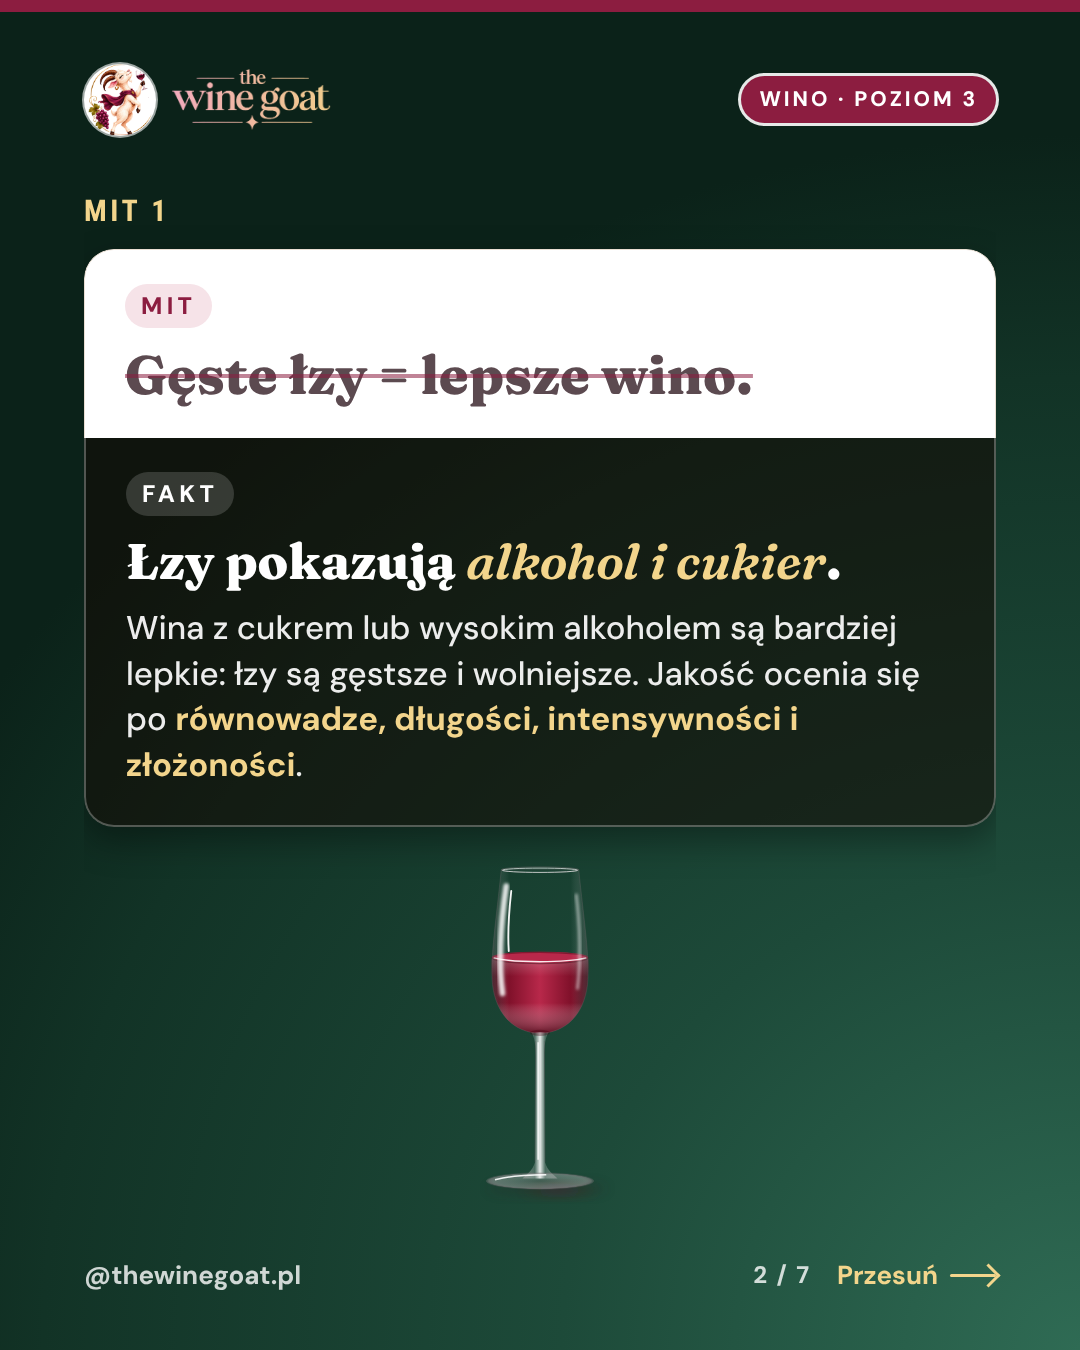 the
wine goat
WINO · POZIOM 3
MIT 1
MIT
Gęste łzy = lepsze wino.
FAKT
Łzy pokazują alkohol i cukier.
Wina z cukrem lub wysokim alkoholem są bardziej
lepkie: łzy są gęstsze i wolniejsze. Jakość ocenia się
po równowadze, długości, intensywności i
złożoności.
@thewinegoat.pl
2 / 7
Przesuń